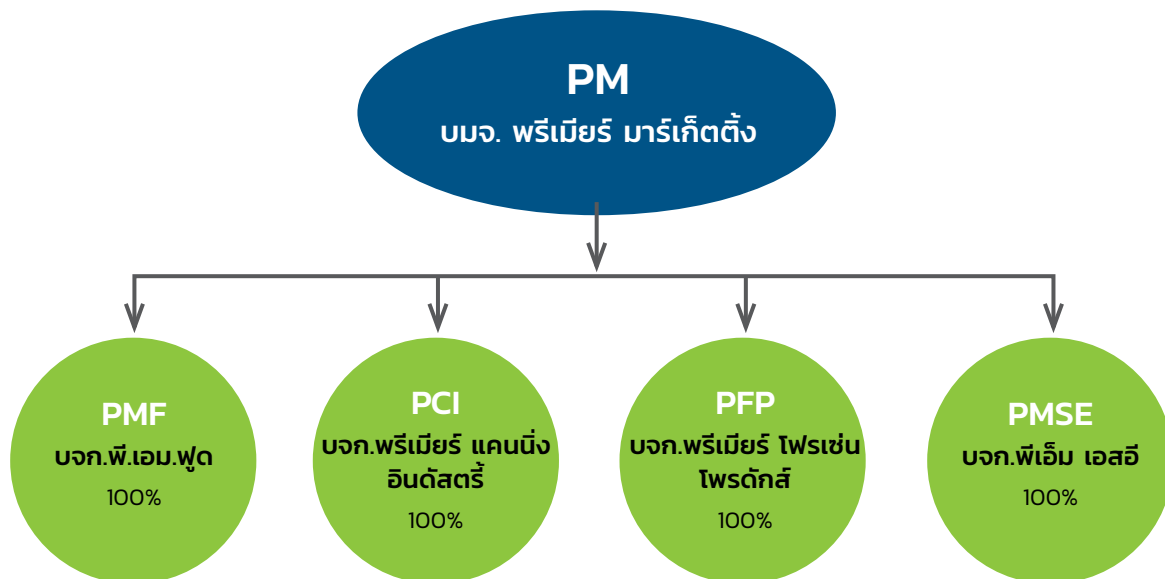 PM
บมจ. พรีเมียร์ มาร์เก็ตติ้ง
PMF
บจก.พี.เอม.ฟูด
100%
PCI
บจก.พรีเมียร์ แคนนิ่ง
อินดัสตรี้
100%
PFP
บจก.พรีเมียร์ โฟรเซ่น
โพรดักส์
100%
PMSE
บจก.พีเอ็ม เอสอี
100%